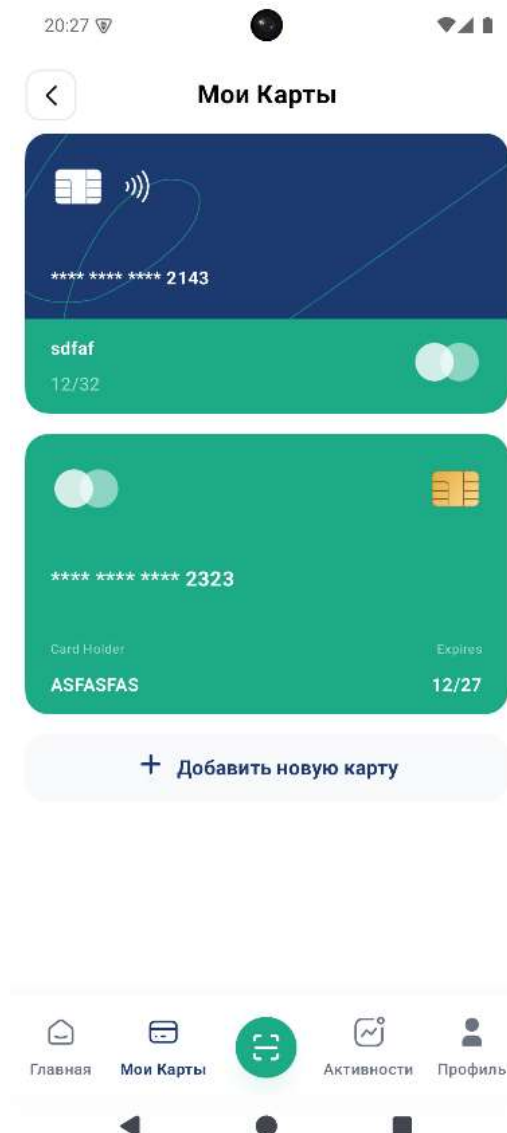 20:27
Мои Карты
**** **** **** 2143
sdfaf
12/32
**** **** **** 2323
Card Holder Expires
ASFASFAS 12/27
+ Добавить новую карту
Главная Мои Карты Активности Профиль